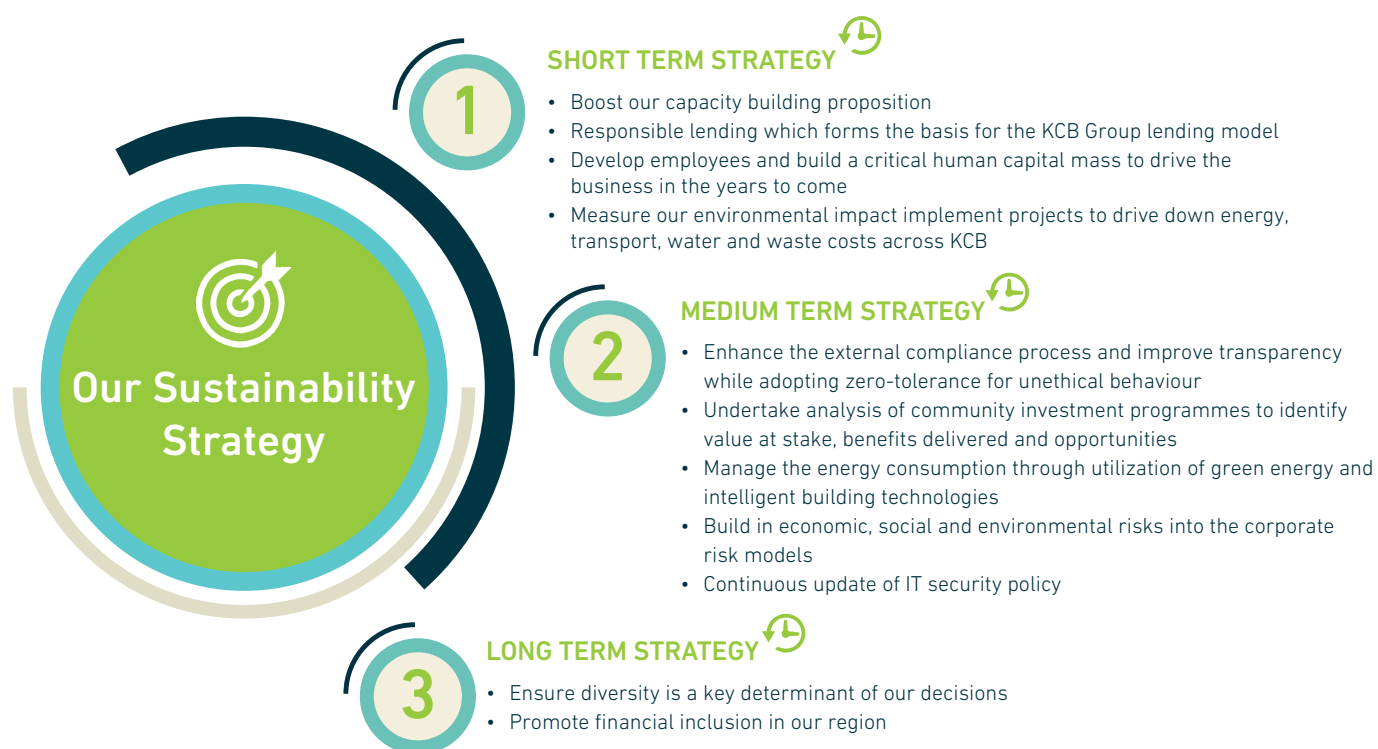 Our Sustainability
Strategy
1
SHORT TERM STRATEGY
• Boost our capacity building proposition
• Responsible lending which forms the basis for the KCB Group lending model
• Develop employees and build a critical human capital mass to drive the
business in the years to come
• Measure our environmental impact implement projects to drive down energy,
transport, water and waste costs across KCB
2
MEDIUM TERM STRATEGY
• Enhance the external compliance process and improve transparency
while adopting zero-tolerance for unethical behaviour
• Undertake analysis of community investment programmes to identify
value at stake, benefits delivered and opportunities
• Manage the energy consumption through utilization of green energy and
intelligent building technologies
• Build in economic, social and environmental risks into the corporate
risk models
• Continuous update of IT security policy
3
LONG TERM STRATEGY
• Ensure diversity is a key determinant of our decisions
• Promote financial inclusion in our region